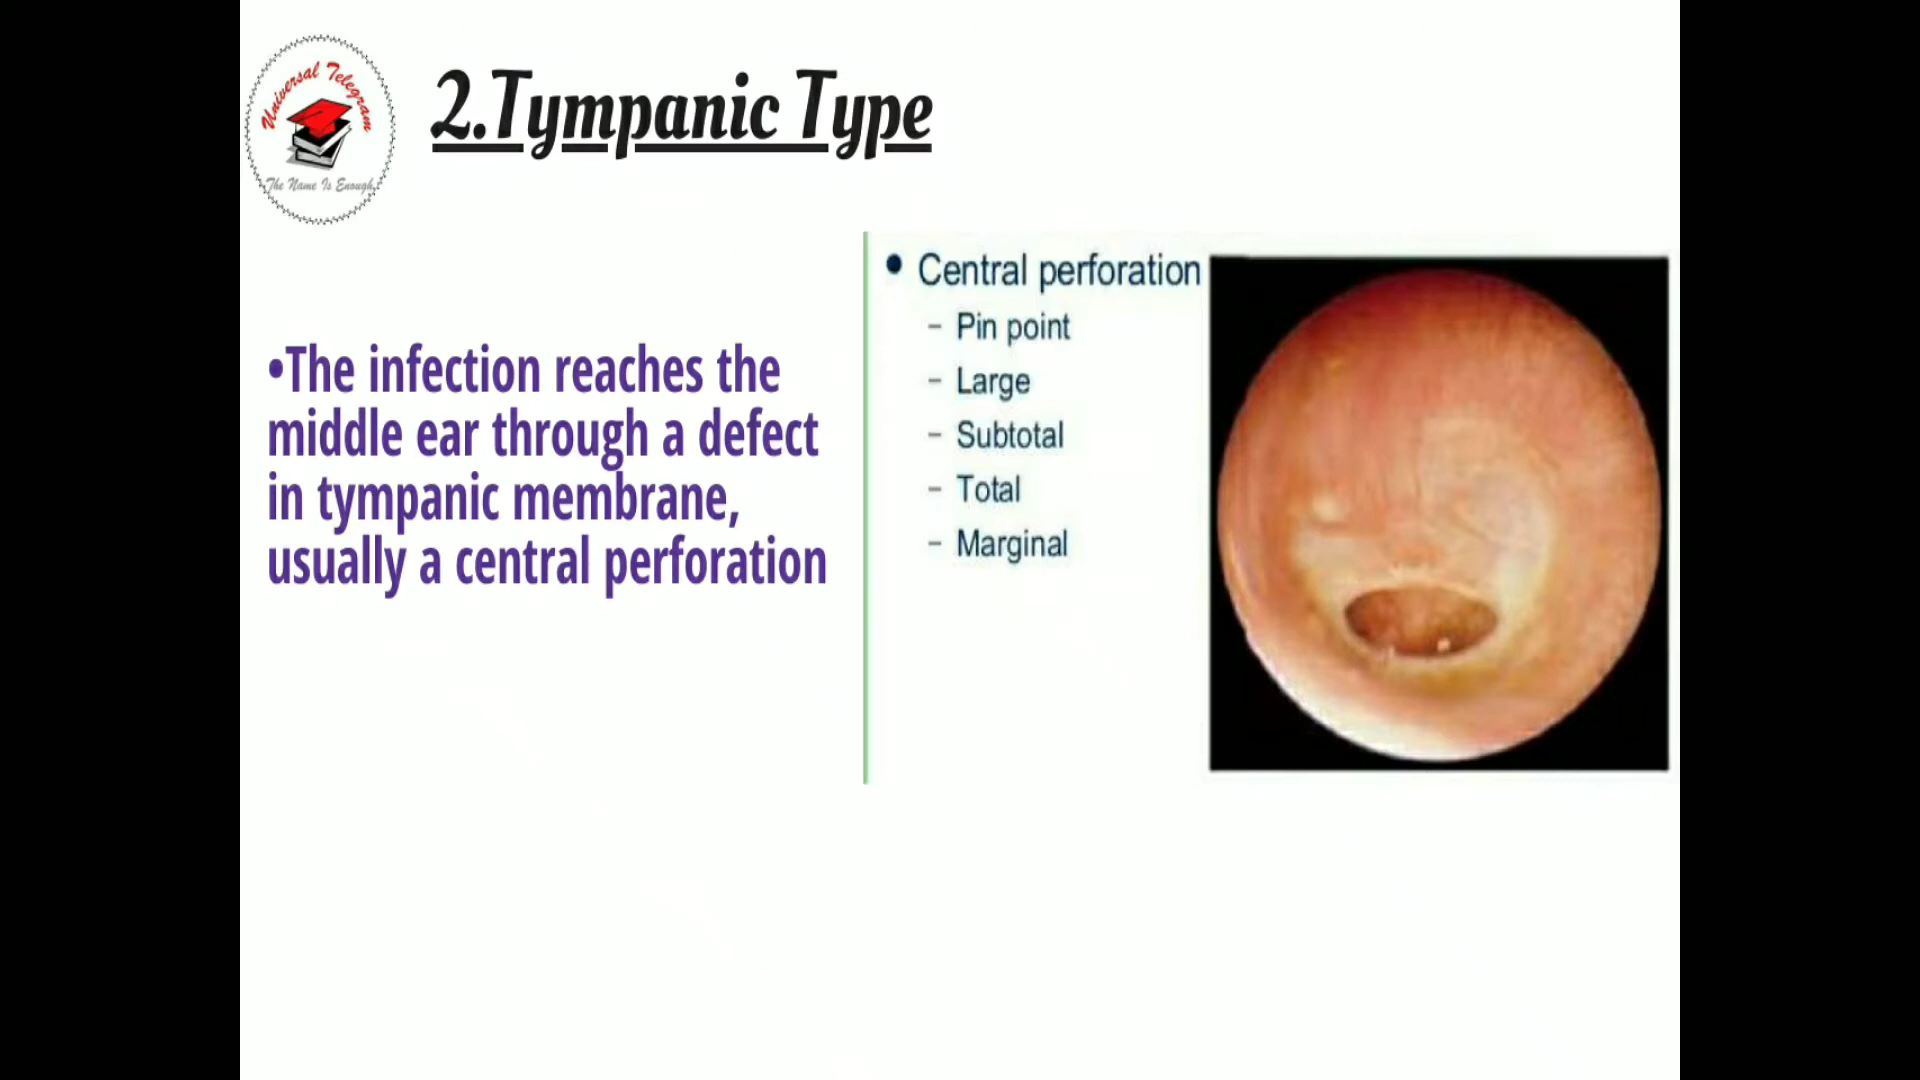 Universal Telegram
The Name Is Enough
2.Tympanic Type
•The infection reaches the
middle ear through a defect
in tympanic membrane,
usually a central perforation
• Central perforation
– Pin point
– Large
– Subtotal
– Total
– Marginal